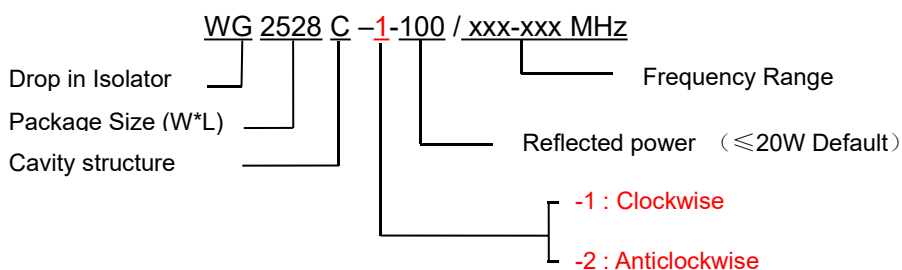 WG 2528 C –1-100 / xxx-xxx MHz
Drop in Isolator
Frequency Range
Package Size (W*L)
Reflected power （≤20W Default）
Cavity structure
-1 : Clockwise
-2 : Anticlockwise